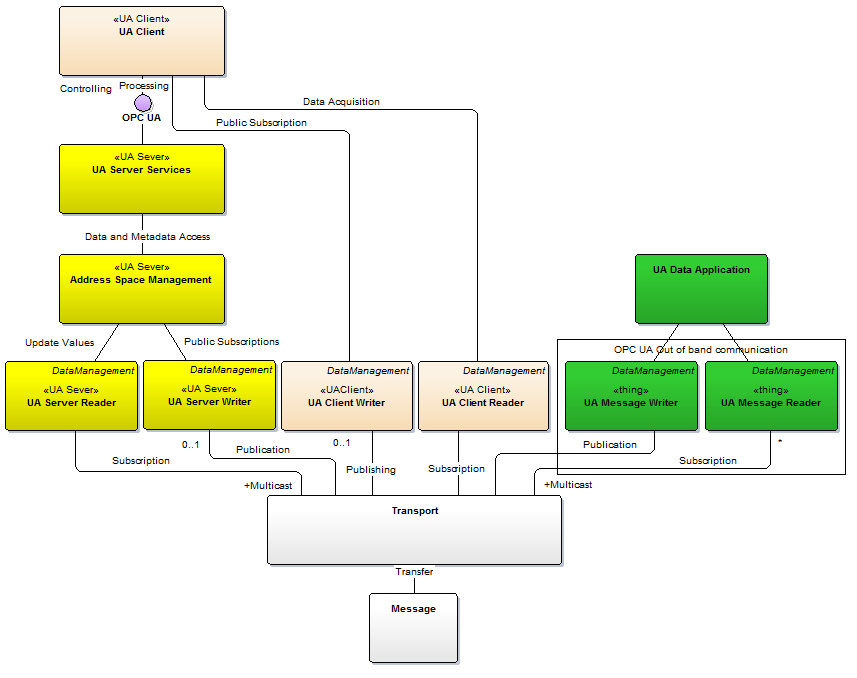 «UA Client»
UA Client
Controlling
Processing
OPC UA
Data Acquisition
Public Subscription
«UA Sever»
UA Server Services
Data and Metadata Access
«UA Sever»
Address Space Management
UA Data Application
Update Values
Public Subscriptions
OPC UA Out of band communication
DataManagement
«UA Sever»
UA Server Reader
DataManagement
«UA Sever»
UA Server Writer
DataManagement
«UAClient»
UA Client Writer
DataManagement
«UA Client»
UA Client Reader
DataManagement
«thing»
UA Message Writer
DataManagement
«thing»
UA Message Reader
0..1
0..1
*
Subscription
Publication
Publishing
Subscription
Publication
Subscription
+Multicast
+Multicast
Transport
Transfer
Message